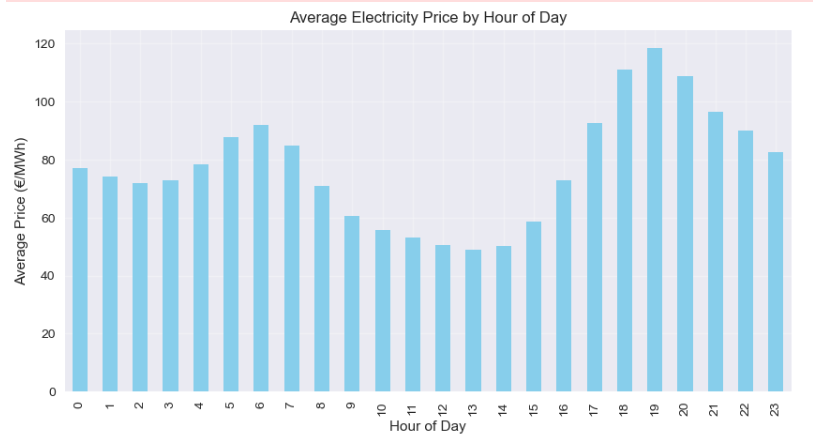 Average Electricity Price by Hour of Day
Average Price (€/MWh)
120
100
80
60
40
20
0
0 1 2 3 4 5 6 7 8 9 10 11 12 13 14 15 16 17 18 19 20 21 22 23
Hour of Day